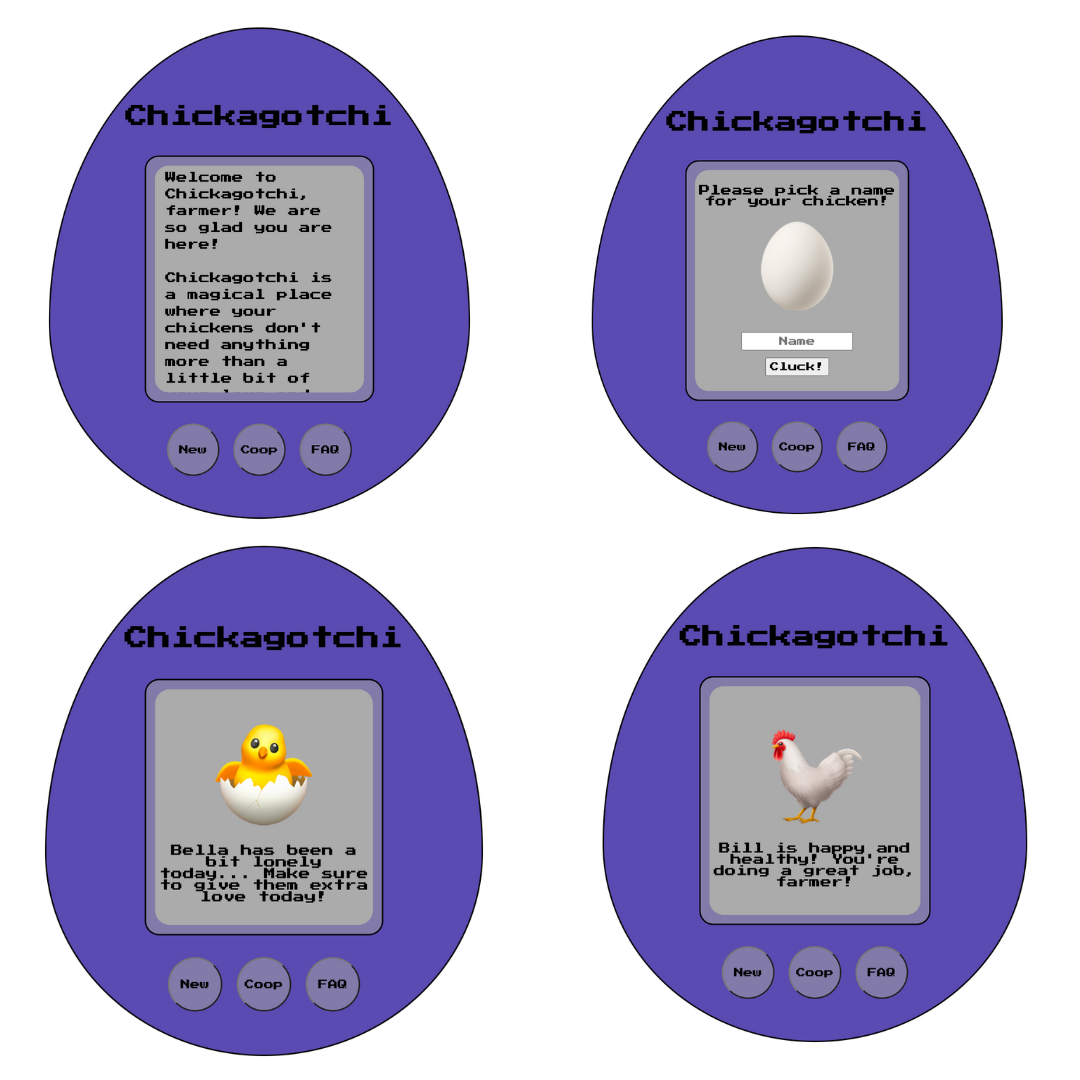 Chickagotchi
Welcome to
Chickagotchi,
farmer! We are
so glad you are
here!
Chickagotchi is
a magical place
where your
chickens don't
need anything
more than a
little bit of
New Coop FAQ
Chickagotchi
Please pick a name
for your chicken!
Name
Cluck!
New Coop FAQ
Chickagotchi
Bella has been a
bit lonely
today... Make sure
to give them extra
love today!
New Coop FAQ
Chickagotchi
Bill is happy and
healthy! You're
doing a great job,
farmer!
New Coop FAQ